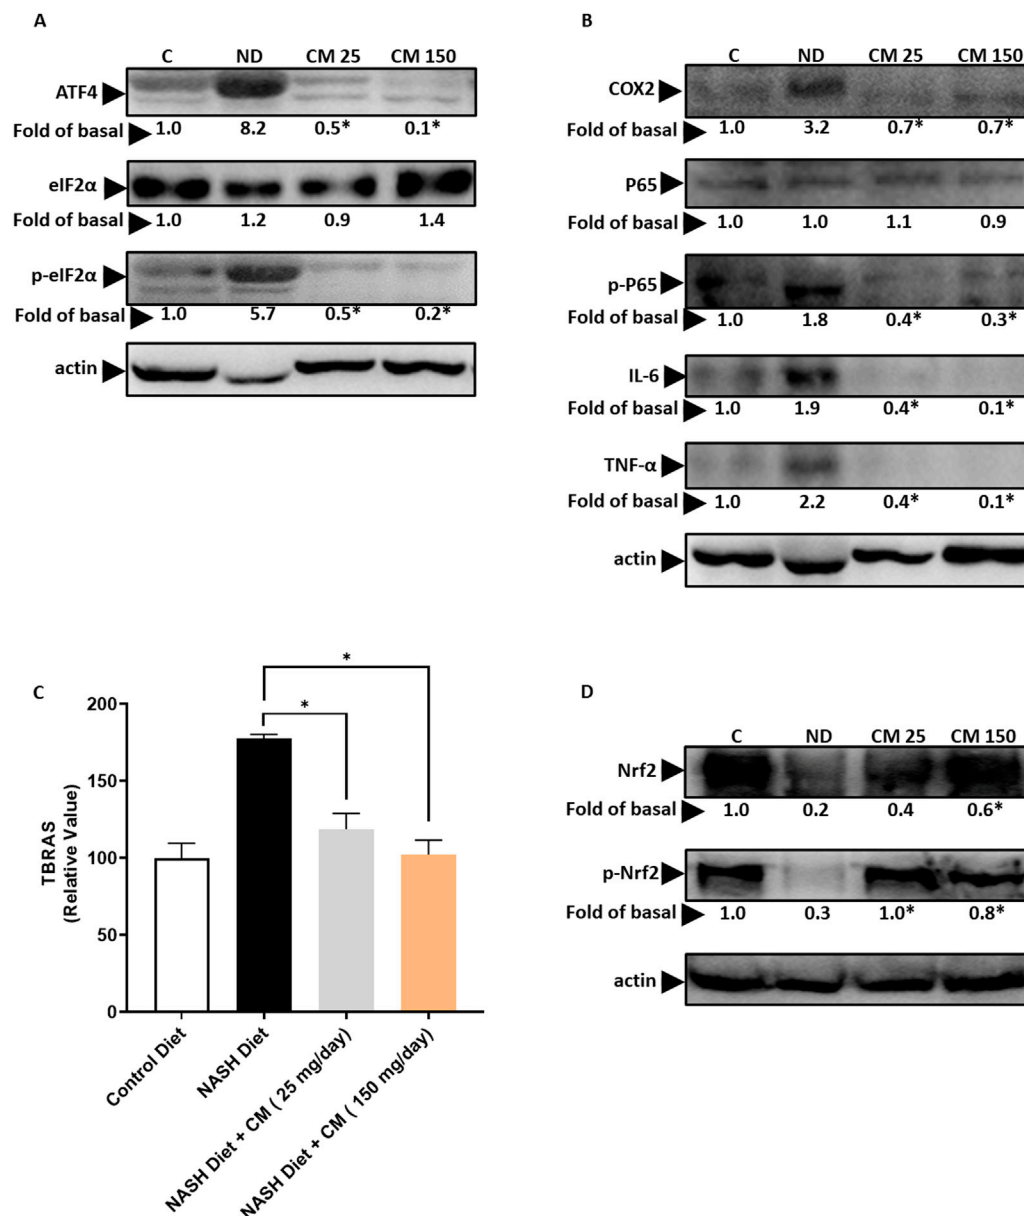 A
C ND CM 25 CM 150
ATF4
Fold of basal 1.0 8.2 0.5* 0.1*
eIF2α
Fold of basal 1.0 1.2 0.9 1.4
p-eIF2α
Fold of basal 1.0 5.7 0.5* 0.2*
actin
B
C ND CM 25 CM 150
COX2
Fold of basal 1.0 3.2 0.7* 0.7*
P65
Fold of basal 1.0 1.0 1.1 0.9
p-P65
Fold of basal 1.0 1.8 0.4* 0.3*
IL-6
Fold of basal 1.0 1.9 0.4* 0.1*
TNF-α
Fold of basal 1.0 2.2 0.4* 0.1*
actin
C
TBRAS
(Relative Value)
200
150
100
50
0
*
*
Control Diet
NASH Diet
NASH Diet + CM ( 25 mg/day)
NASH Diet + CM ( 150 mg/day)
D
C ND CM 25 CM 150
Nrf2
Fold of basal 1.0 0.2 0.4 0.6*
p-Nrf2
Fold of basal 1.0 0.3 1.0* 0.8*
actin